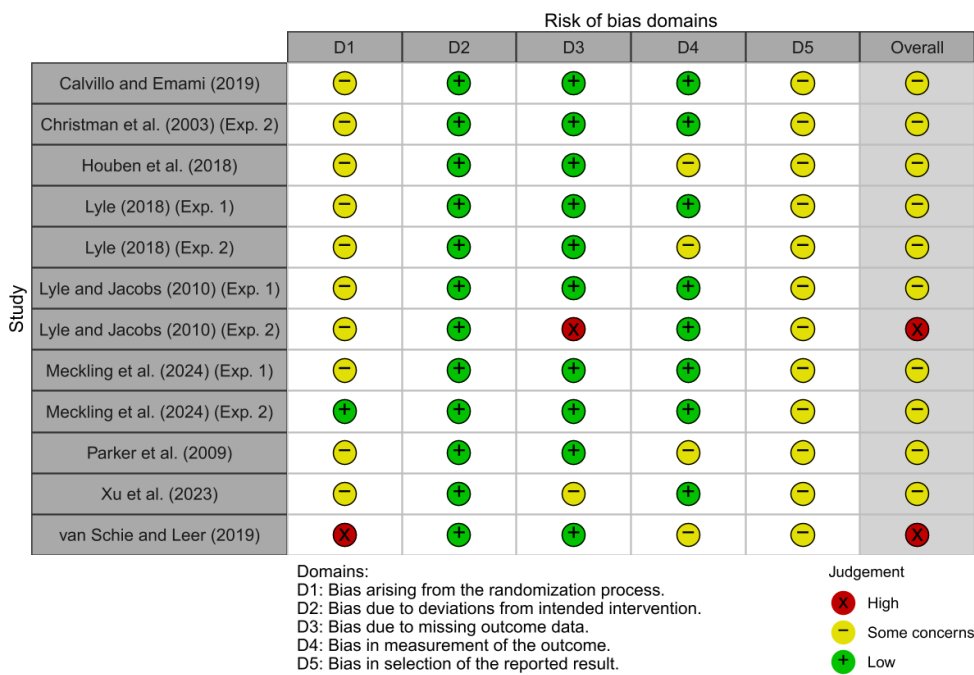 Risk of bias domains
D1 D2 D3 D4 D5 Overall
Study
Calvillo and Emami (2019) − + + + − −
Christman et al. (2003) (Exp. 2) − + + + − −
Houben et al. (2018) − + + − − −
Lyle (2018) (Exp. 1) − + + + − −
Lyle (2018) (Exp. 2) − + + − − −
Lyle and Jacobs (2010) (Exp. 1) − + + + − −
Lyle and Jacobs (2010) (Exp. 2) − + X + − X
Meckling et al. (2024) (Exp. 1) − + + + − −
Meckling et al. (2024) (Exp. 2) + + + + − −
Parker et al. (2009) − + + − − −
Xu et al. (2023) − + − + − −
van Schie and Leer (2019) X + + − − X
Domains:
D1: Bias arising from the randomization process.
D2: Bias due to deviations from intended intervention.
D3: Bias due to missing outcome data.
D4: Bias in measurement of the outcome.
D5: Bias in selection of the reported result.
Judgement
X High
− Some concerns
+ Low